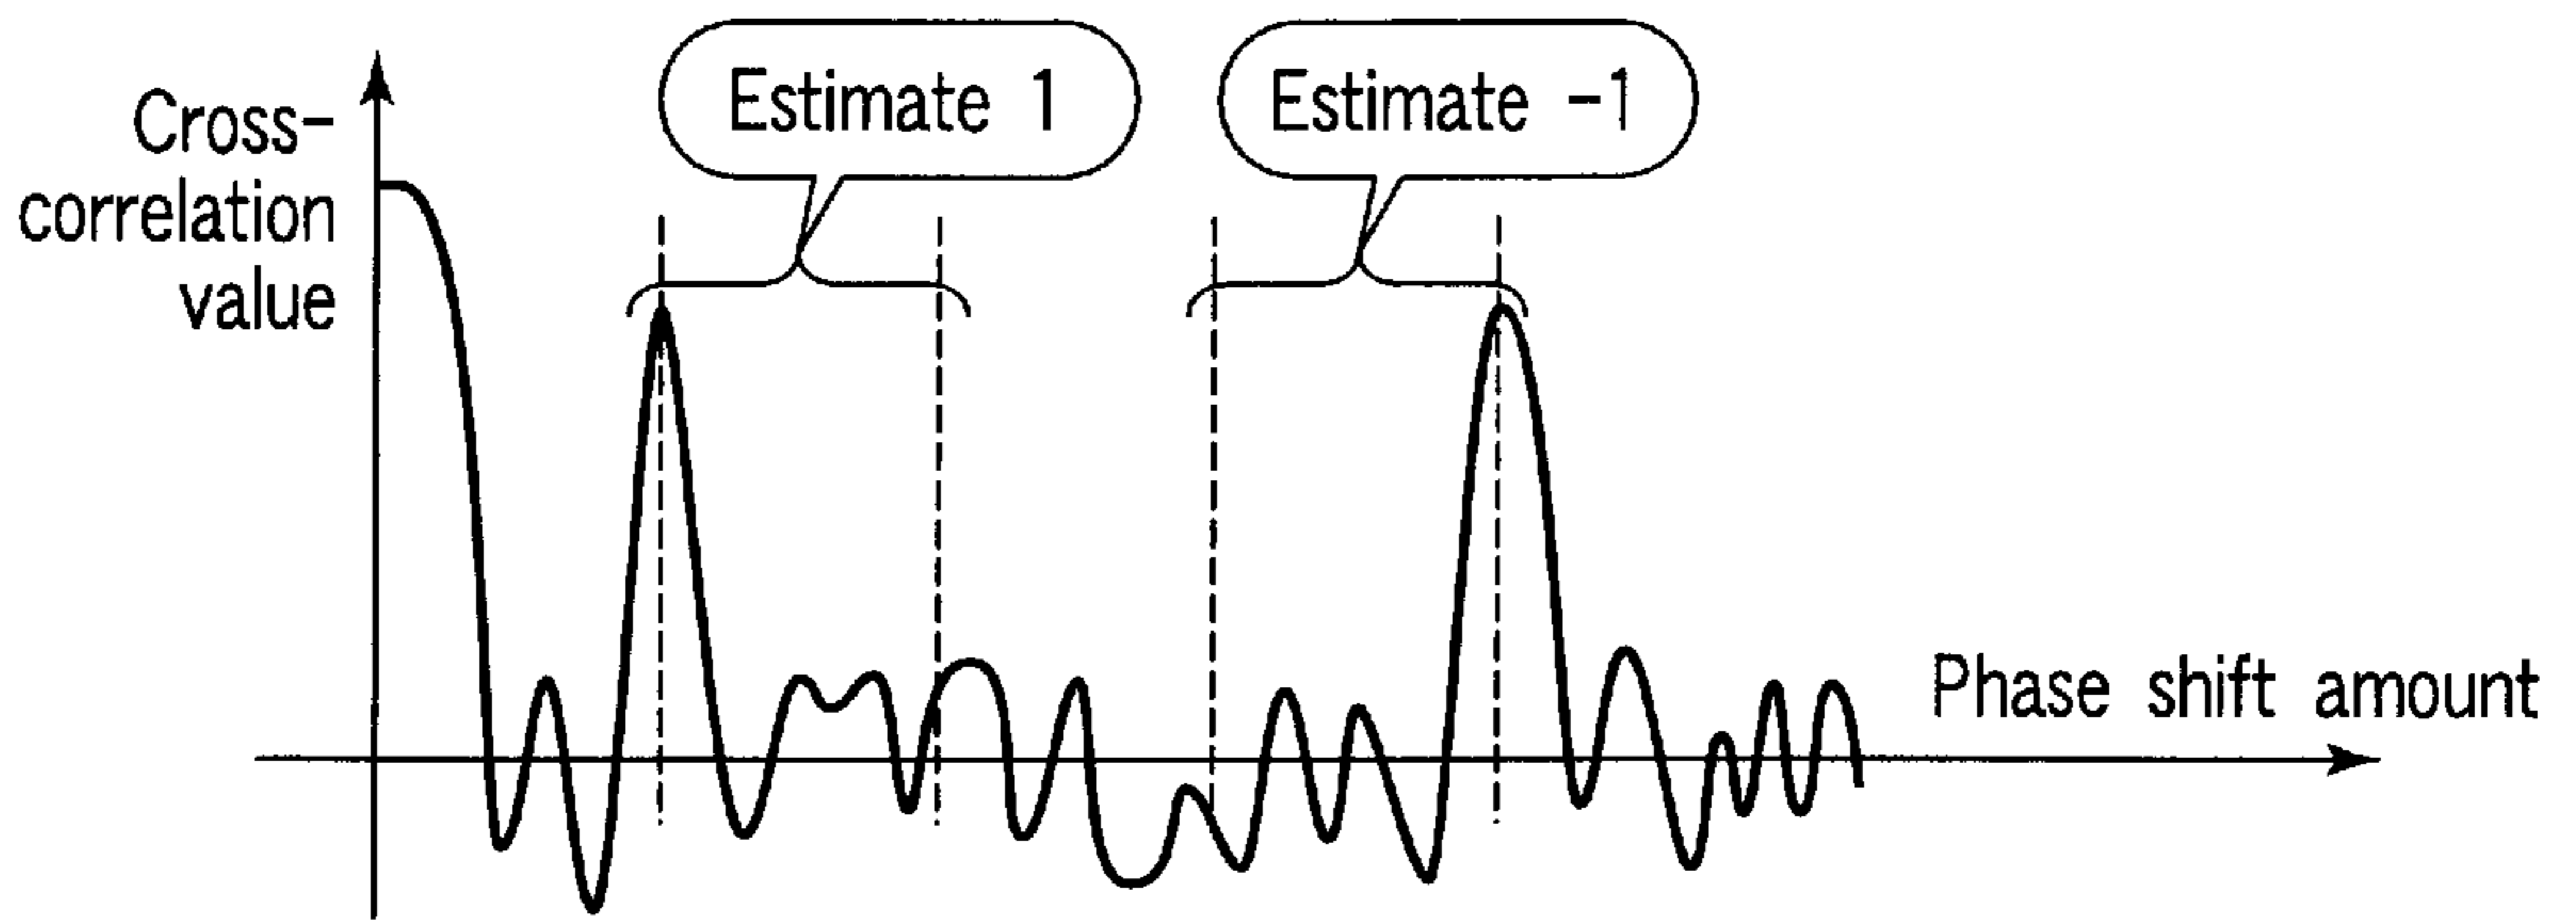 Cross-
correlation
value
Estimate 1
Estimate -1
Phase shift amount